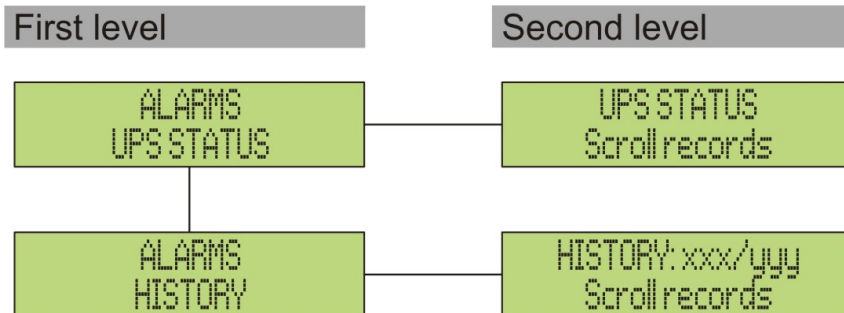 First level
Second level
ALARMS
UPS STATUS
UPS STATUS
Scroll records
ALARMS
HISTORY
HISTORY: xxx/yyy
Scroll records